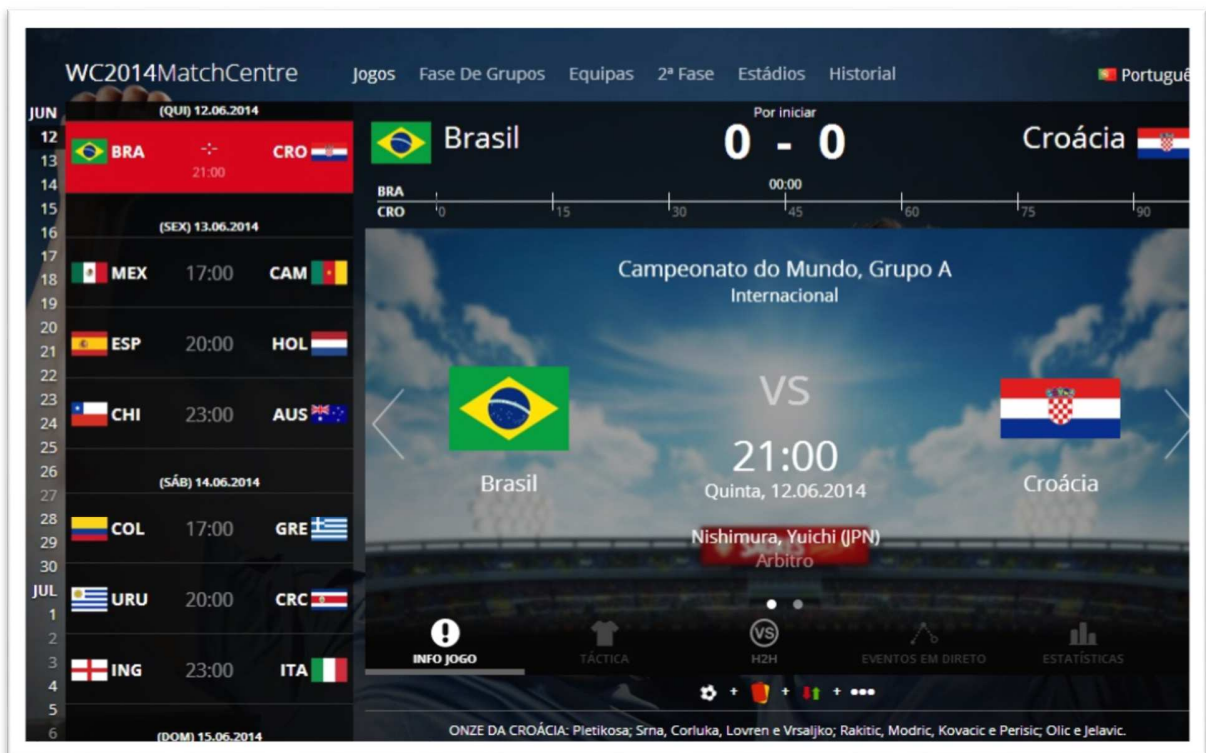 WC2014MatchCentre
Jogos Fase De Grupos Equipas 2ª Fase Estádios Historial
Portuguê
JUN
12
13
14
15
16
17
18
19
20
21
22
23
24
25
26
27
28
29
30
JUL
1
2
3
4
5
6
(QUI) 12.06.2014
BRA -:- CRO
21:00
(SEX) 13.06.2014
MEX 17:00 CAM
ESP 20:00 HOL
CHI 23:00 AUS
(SÁB) 14.06.2014
COL 17:00 GRE
URU 20:00 CRC
ING 23:00 ITA
(DOM) 15.06.2014
Por iniciar
Brasil 0 - 0 Croácia
00:00
BRA
CRO 0 15 30 45 60 75 90
Campeonato do Mundo, Grupo A
Internacional
VS
21:00
Brasil Croácia
Quinta, 12.06.2014
Nishimura, Yuichi (JPN)
Arbitro
VS
INFO JOGO TÁCTICA H2H EVENTOS EM DIRETO ESTATÍSTICAS
+ + +
ONZE DA CROÁCIA: Pletikosa; Srna, Corluka, Lovren e Vrsaljko; Rakitic, Modric, Kovacic e Perisic; Olic e Jelavic.